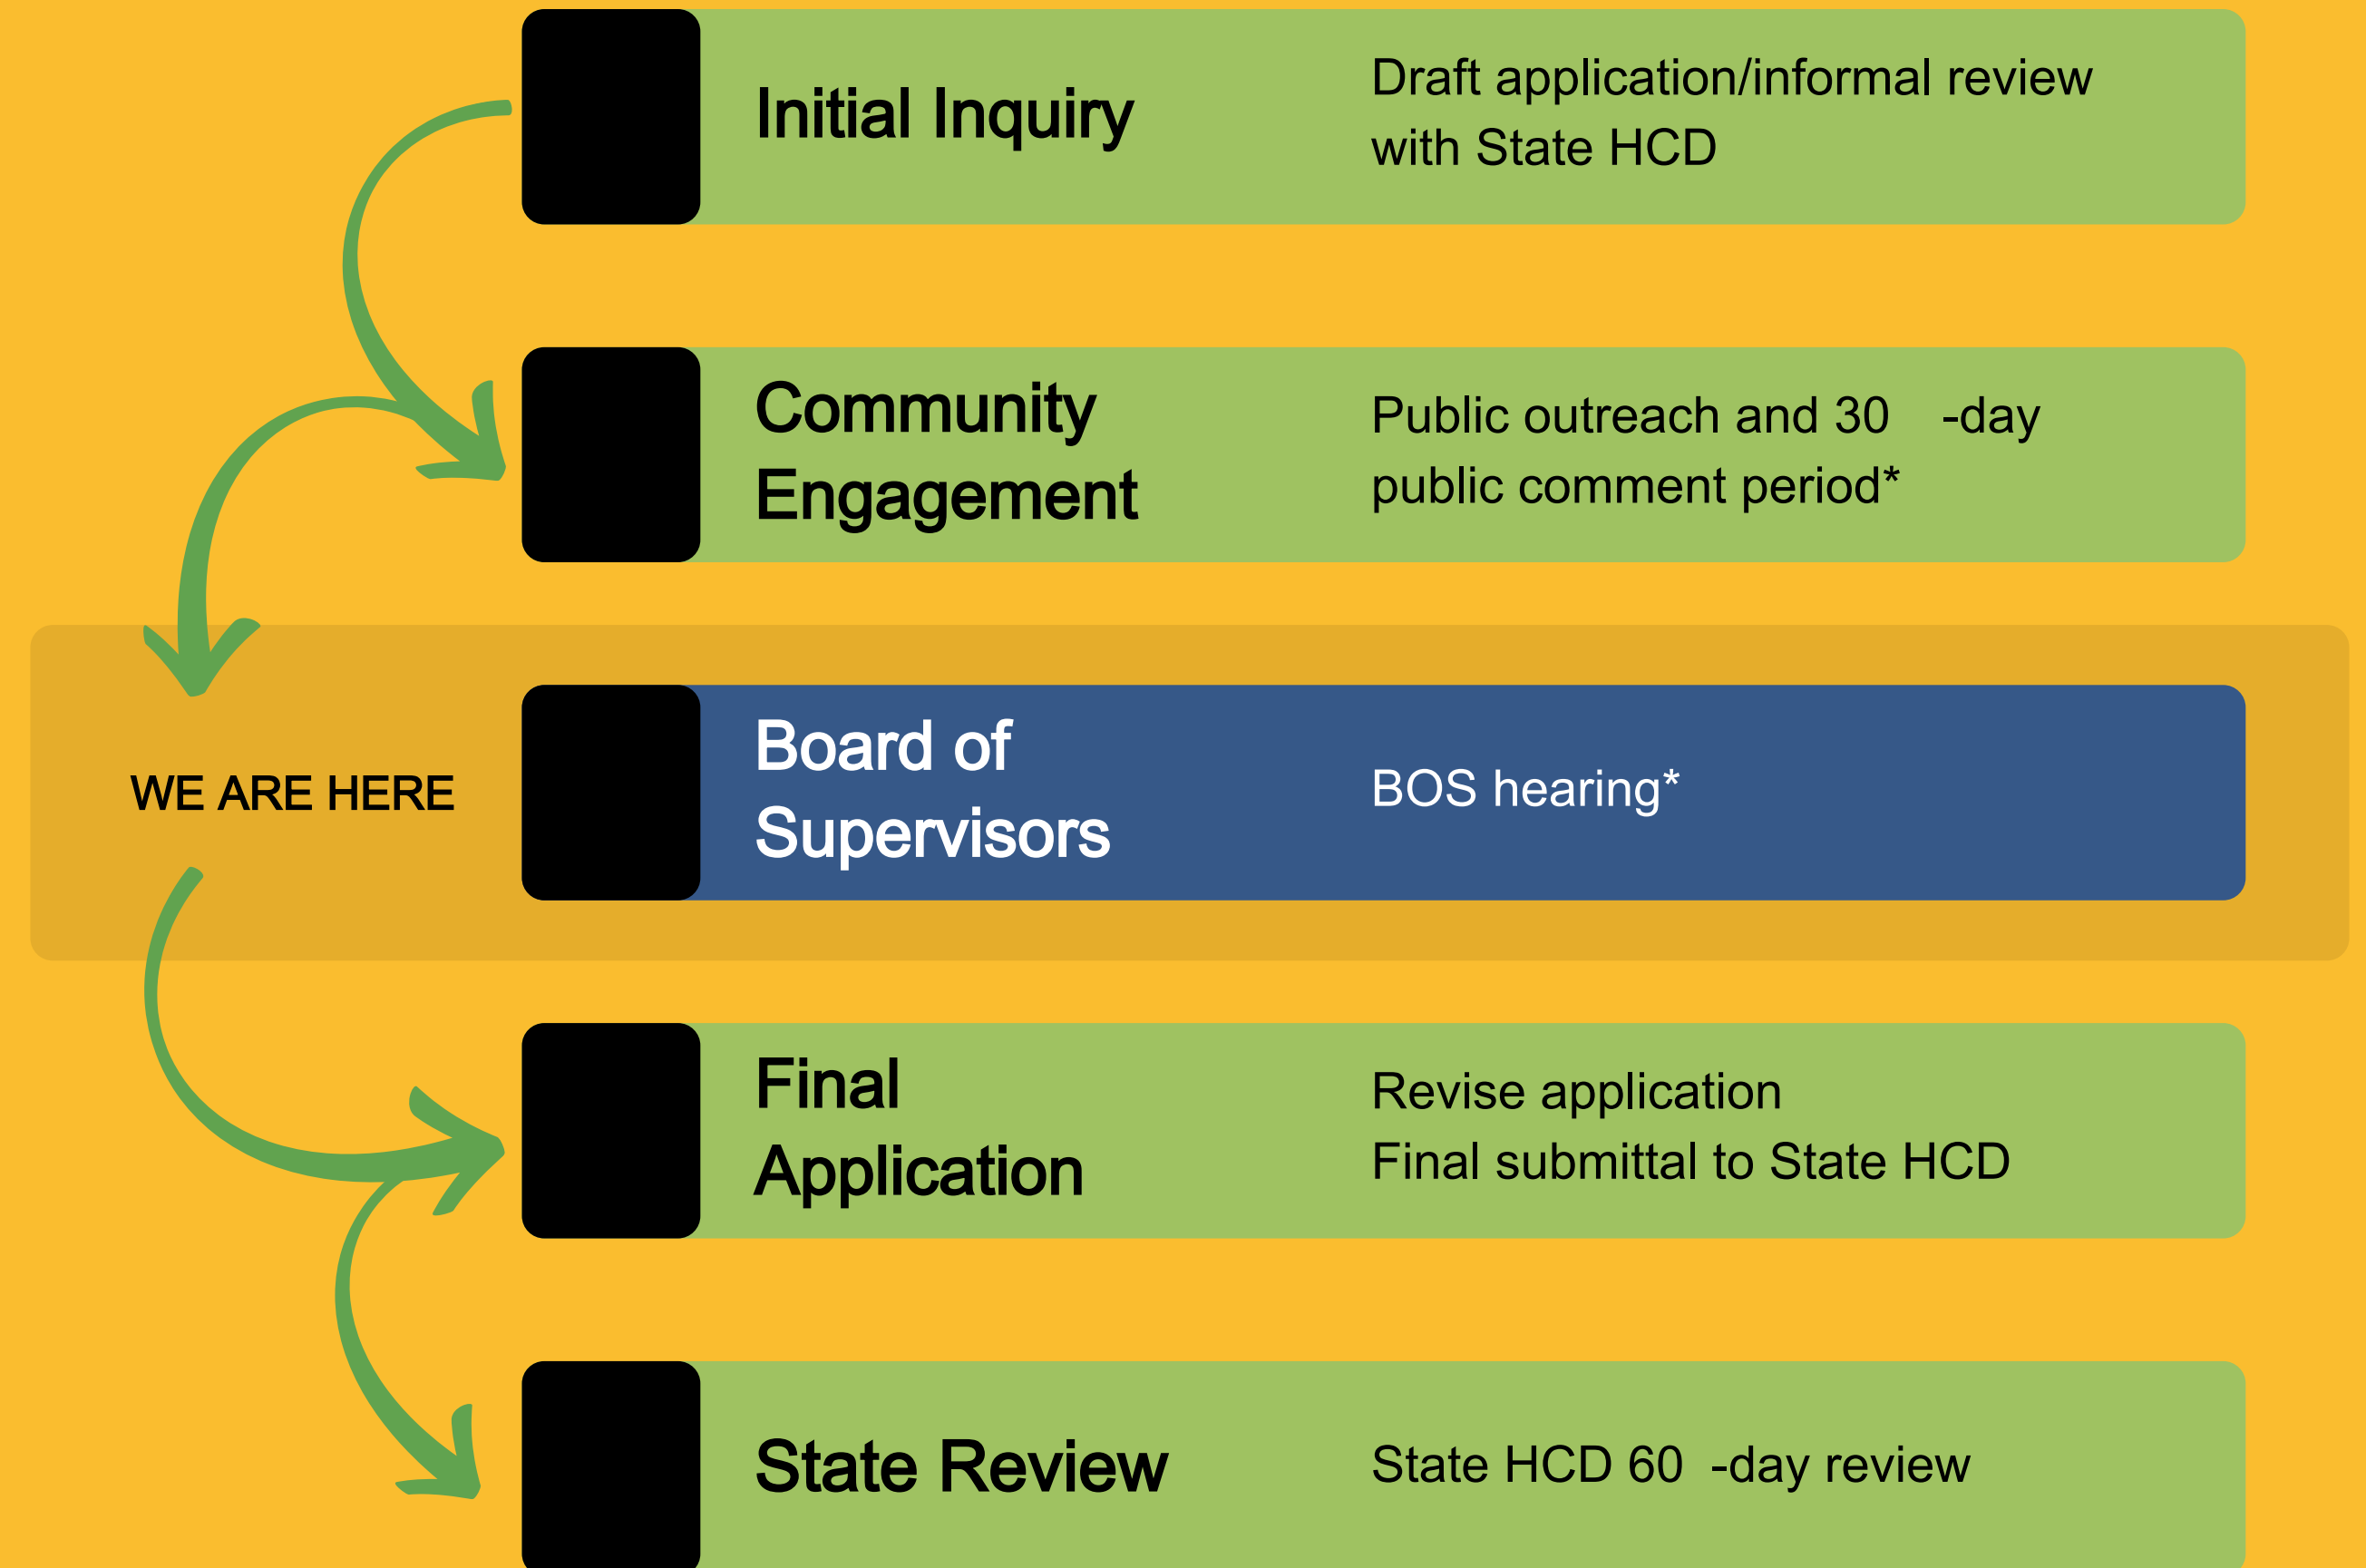 Initial Inquiry
Draft application/informal review
with State HCD
Community
Engagement
Public outreach and 30 -day
public comment period*
WE ARE HERE
Board of
Supervisors
BOS hearing*
Final
Application
Revise application
Final submittal to State HCD
State Review
State HCD 60 -day review